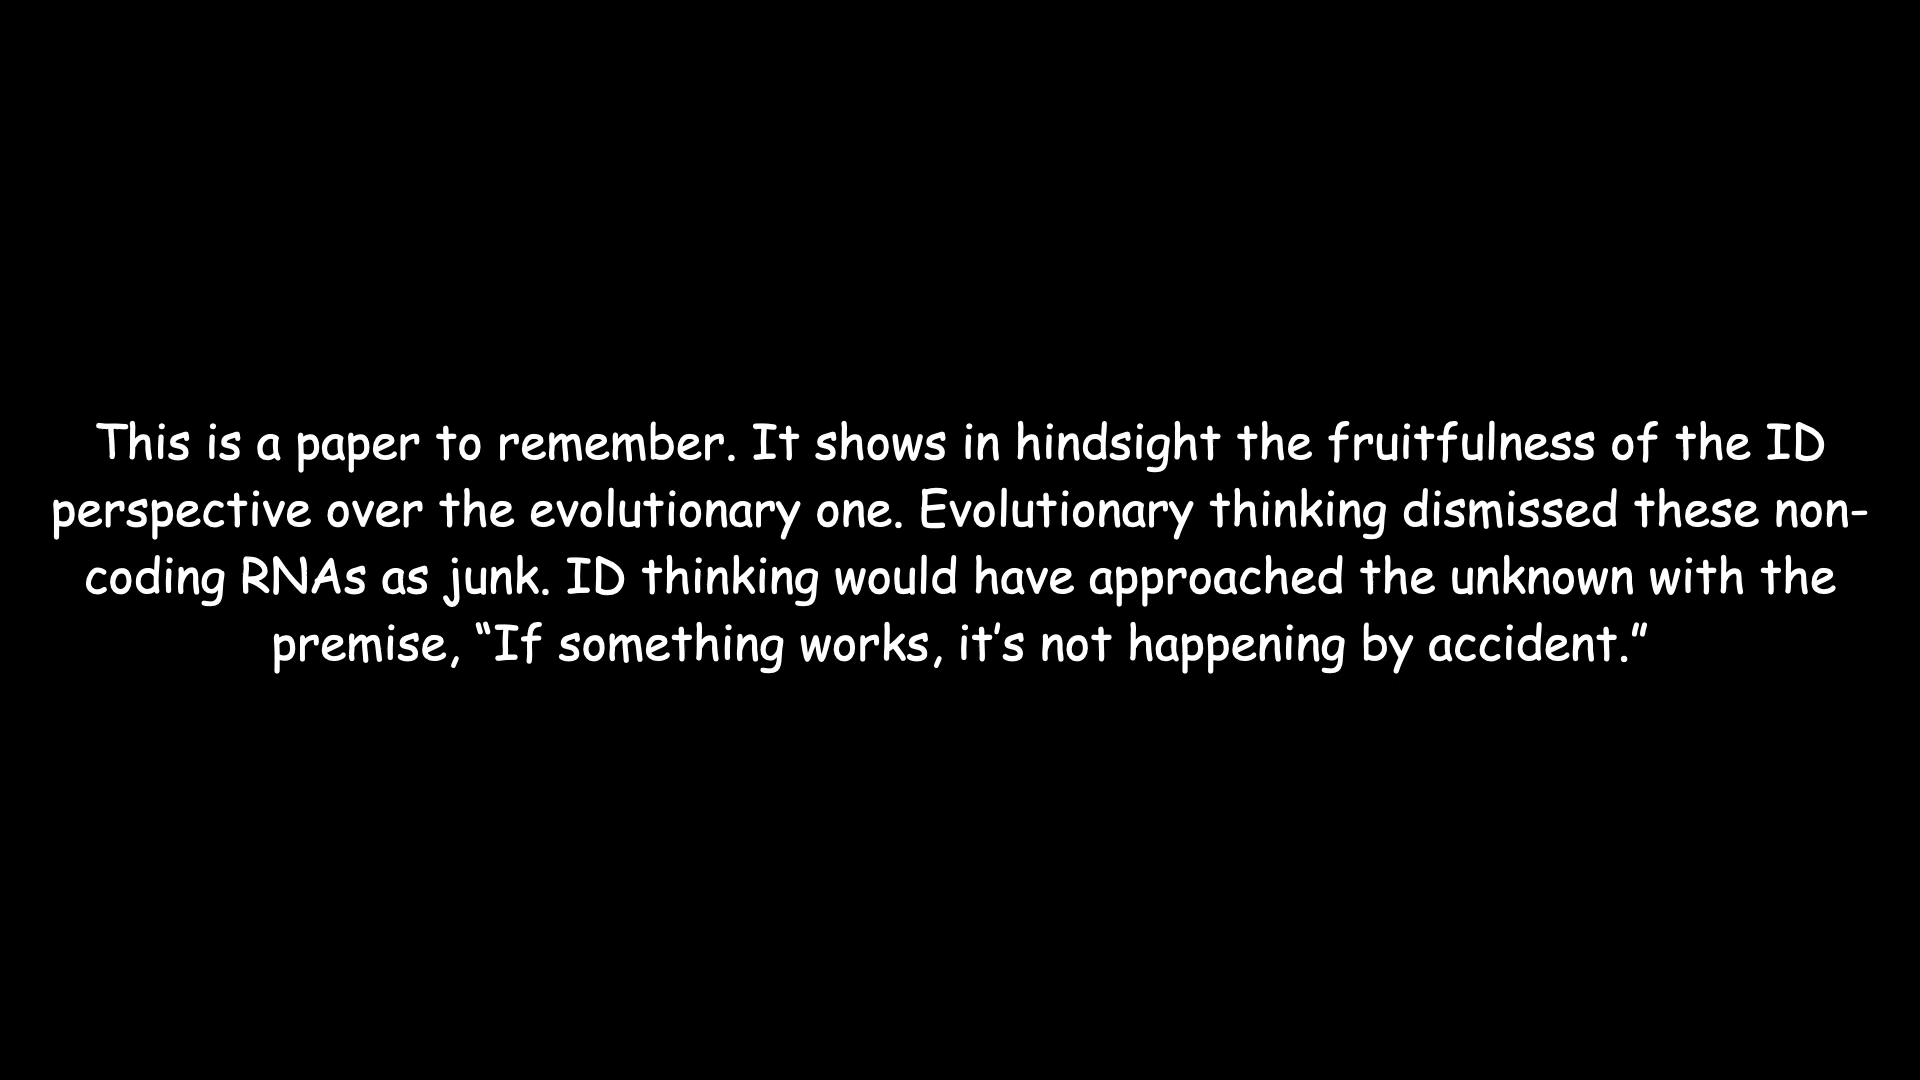 This is a paper to remember. It shows in hindsight the fruitfulness of the ID
perspective over the evolutionary one. Evolutionary thinking dismissed these non-
coding RNAs as junk. ID thinking would have approached the unknown with the
premise, “If something works, it’s not happening by accident.”